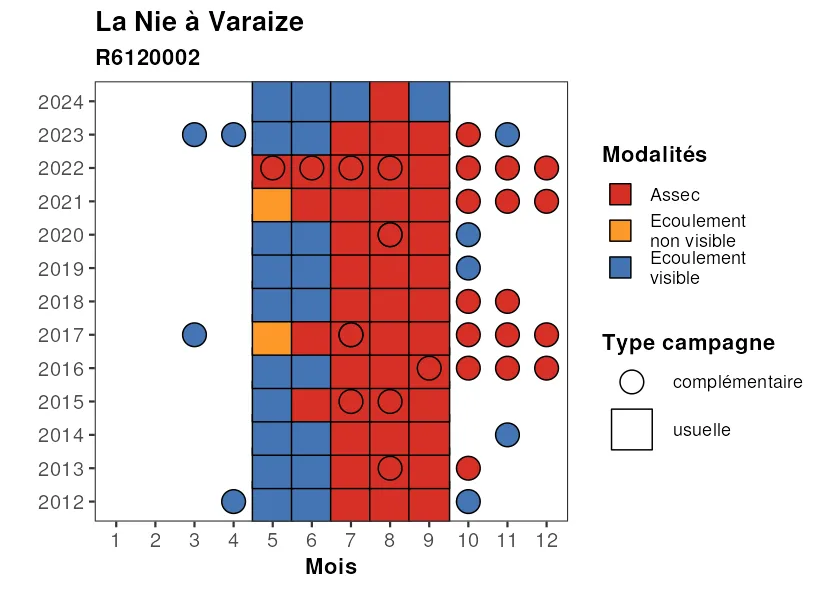 La Nie à Varaize
R6120002
2024
2023
2022
2021
2020
2019
2018
2017
2016
2015
2014
2013
2012
1 2 3 4 5 6 7 8 9 10 11 12
Mois
Modalités
Assec
Ecoulement
non visible
Ecoulement
visible
Type campagne
complémentaire
usuelle